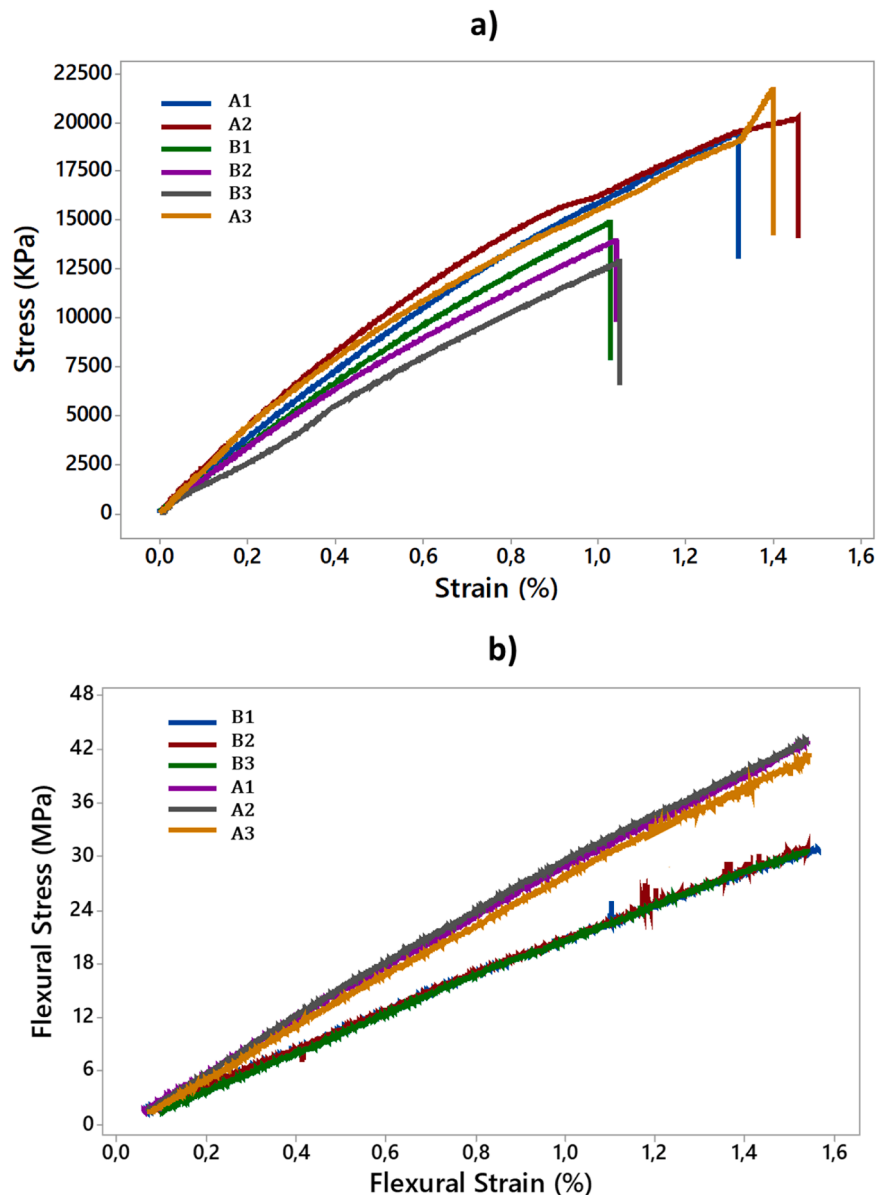 a)
22500
20000
17500
15000
12500
10000
7500
5000
2500
0
Stress (KPa)
A1
A2
B1
B2
B3
A3
0,0 0,2 0,4 0,6 0,8 1,0 1,2 1,4 1,6
Strain (%)
b)
48
42
36
30
24
18
12
6
0
Flexural Stress (MPa)
B1
B2
B3
A1
A2
A3
0,0 0,2 0,4 0,6 0,8 1,0 1,2 1,4 1,6
Flexural Strain (%)